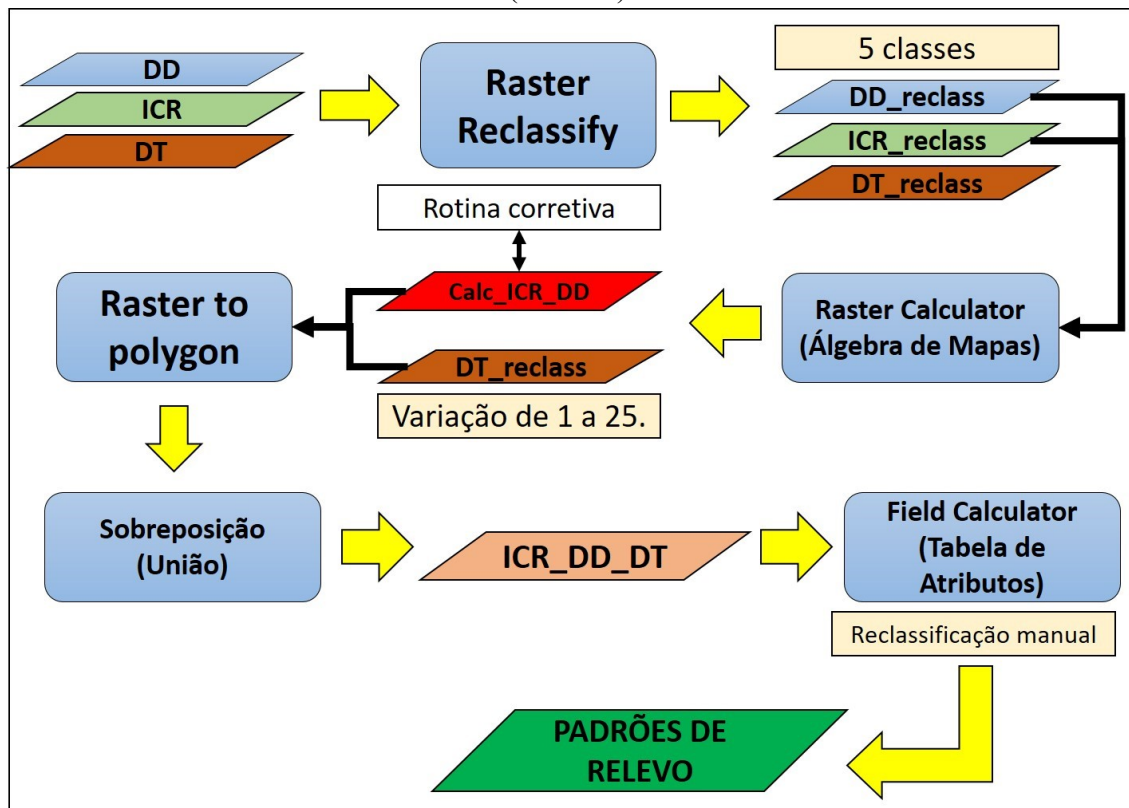 DD
ICR
DT
Raster
Reclassify
5 classes
DD_reclass
ICR_reclass
DT_reclass
Rotina corretiva
Calc_ICR_DD
DT_reclass
Variação de 1 a 25.
Raster to
polygon
Raster Calculator
(Álgebra de Mapas)
Sobreposição
(União)
ICR_DD_DT
Field Calculator
(Tabela de
Atributos)
Reclassificação manual
PADRÕES DE
RELEVO